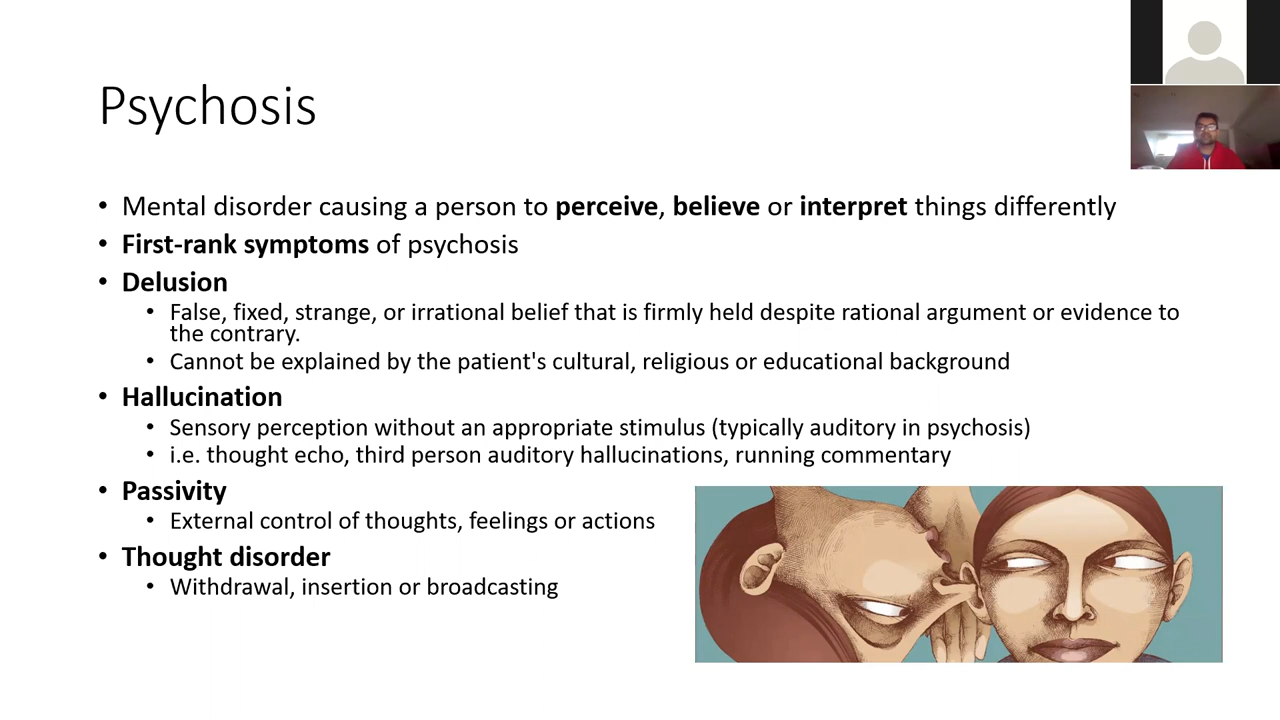 Psychosis
• Mental disorder causing a person to perceive, believe or interpret things differently
• First-rank symptoms of psychosis
• Delusion
• False, fixed, strange, or irrational belief that is firmly held despite rational argument or evidence to
the contrary.
• Cannot be explained by the patient's cultural, religious or educational background
• Hallucination
• Sensory perception without an appropriate stimulus (typically auditory in psychosis)
• i.e. thought echo, third person auditory hallucinations, running commentary
• Passivity
• External control of thoughts, feelings or actions
• Thought disorder
• Withdrawal, insertion or broadcasting